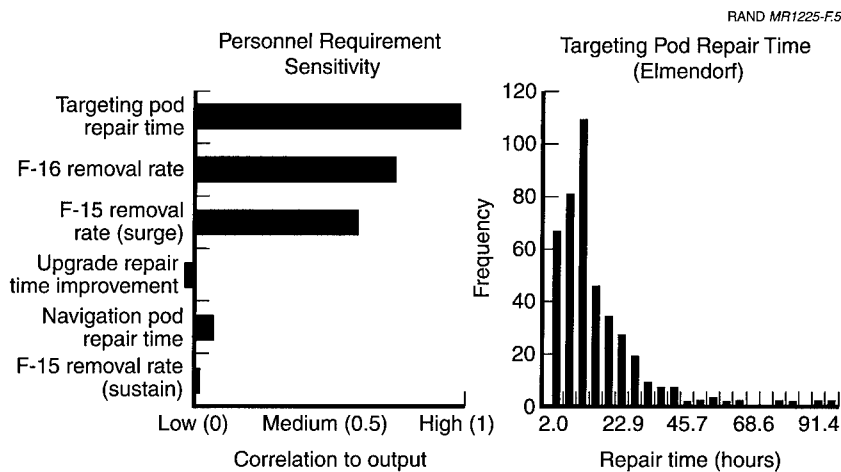 RAND MR1225-F.5
Personnel Requirement
Sensitivity
Targeting pod
repair time
F-16 removal rate
F-15 removal
rate (surge)
Upgrade repair
time improvement
Navigation pod
repair time
F-15 removal rate
(sustain)
Low (0) Medium (0.5) High (1)
Correlation to output
Targeting Pod Repair Time
(Elmendorf)
Frequency
120
100
80
60
40
20
0
2.0 22.9 45.7 68.6 91.4
Repair time (hours)